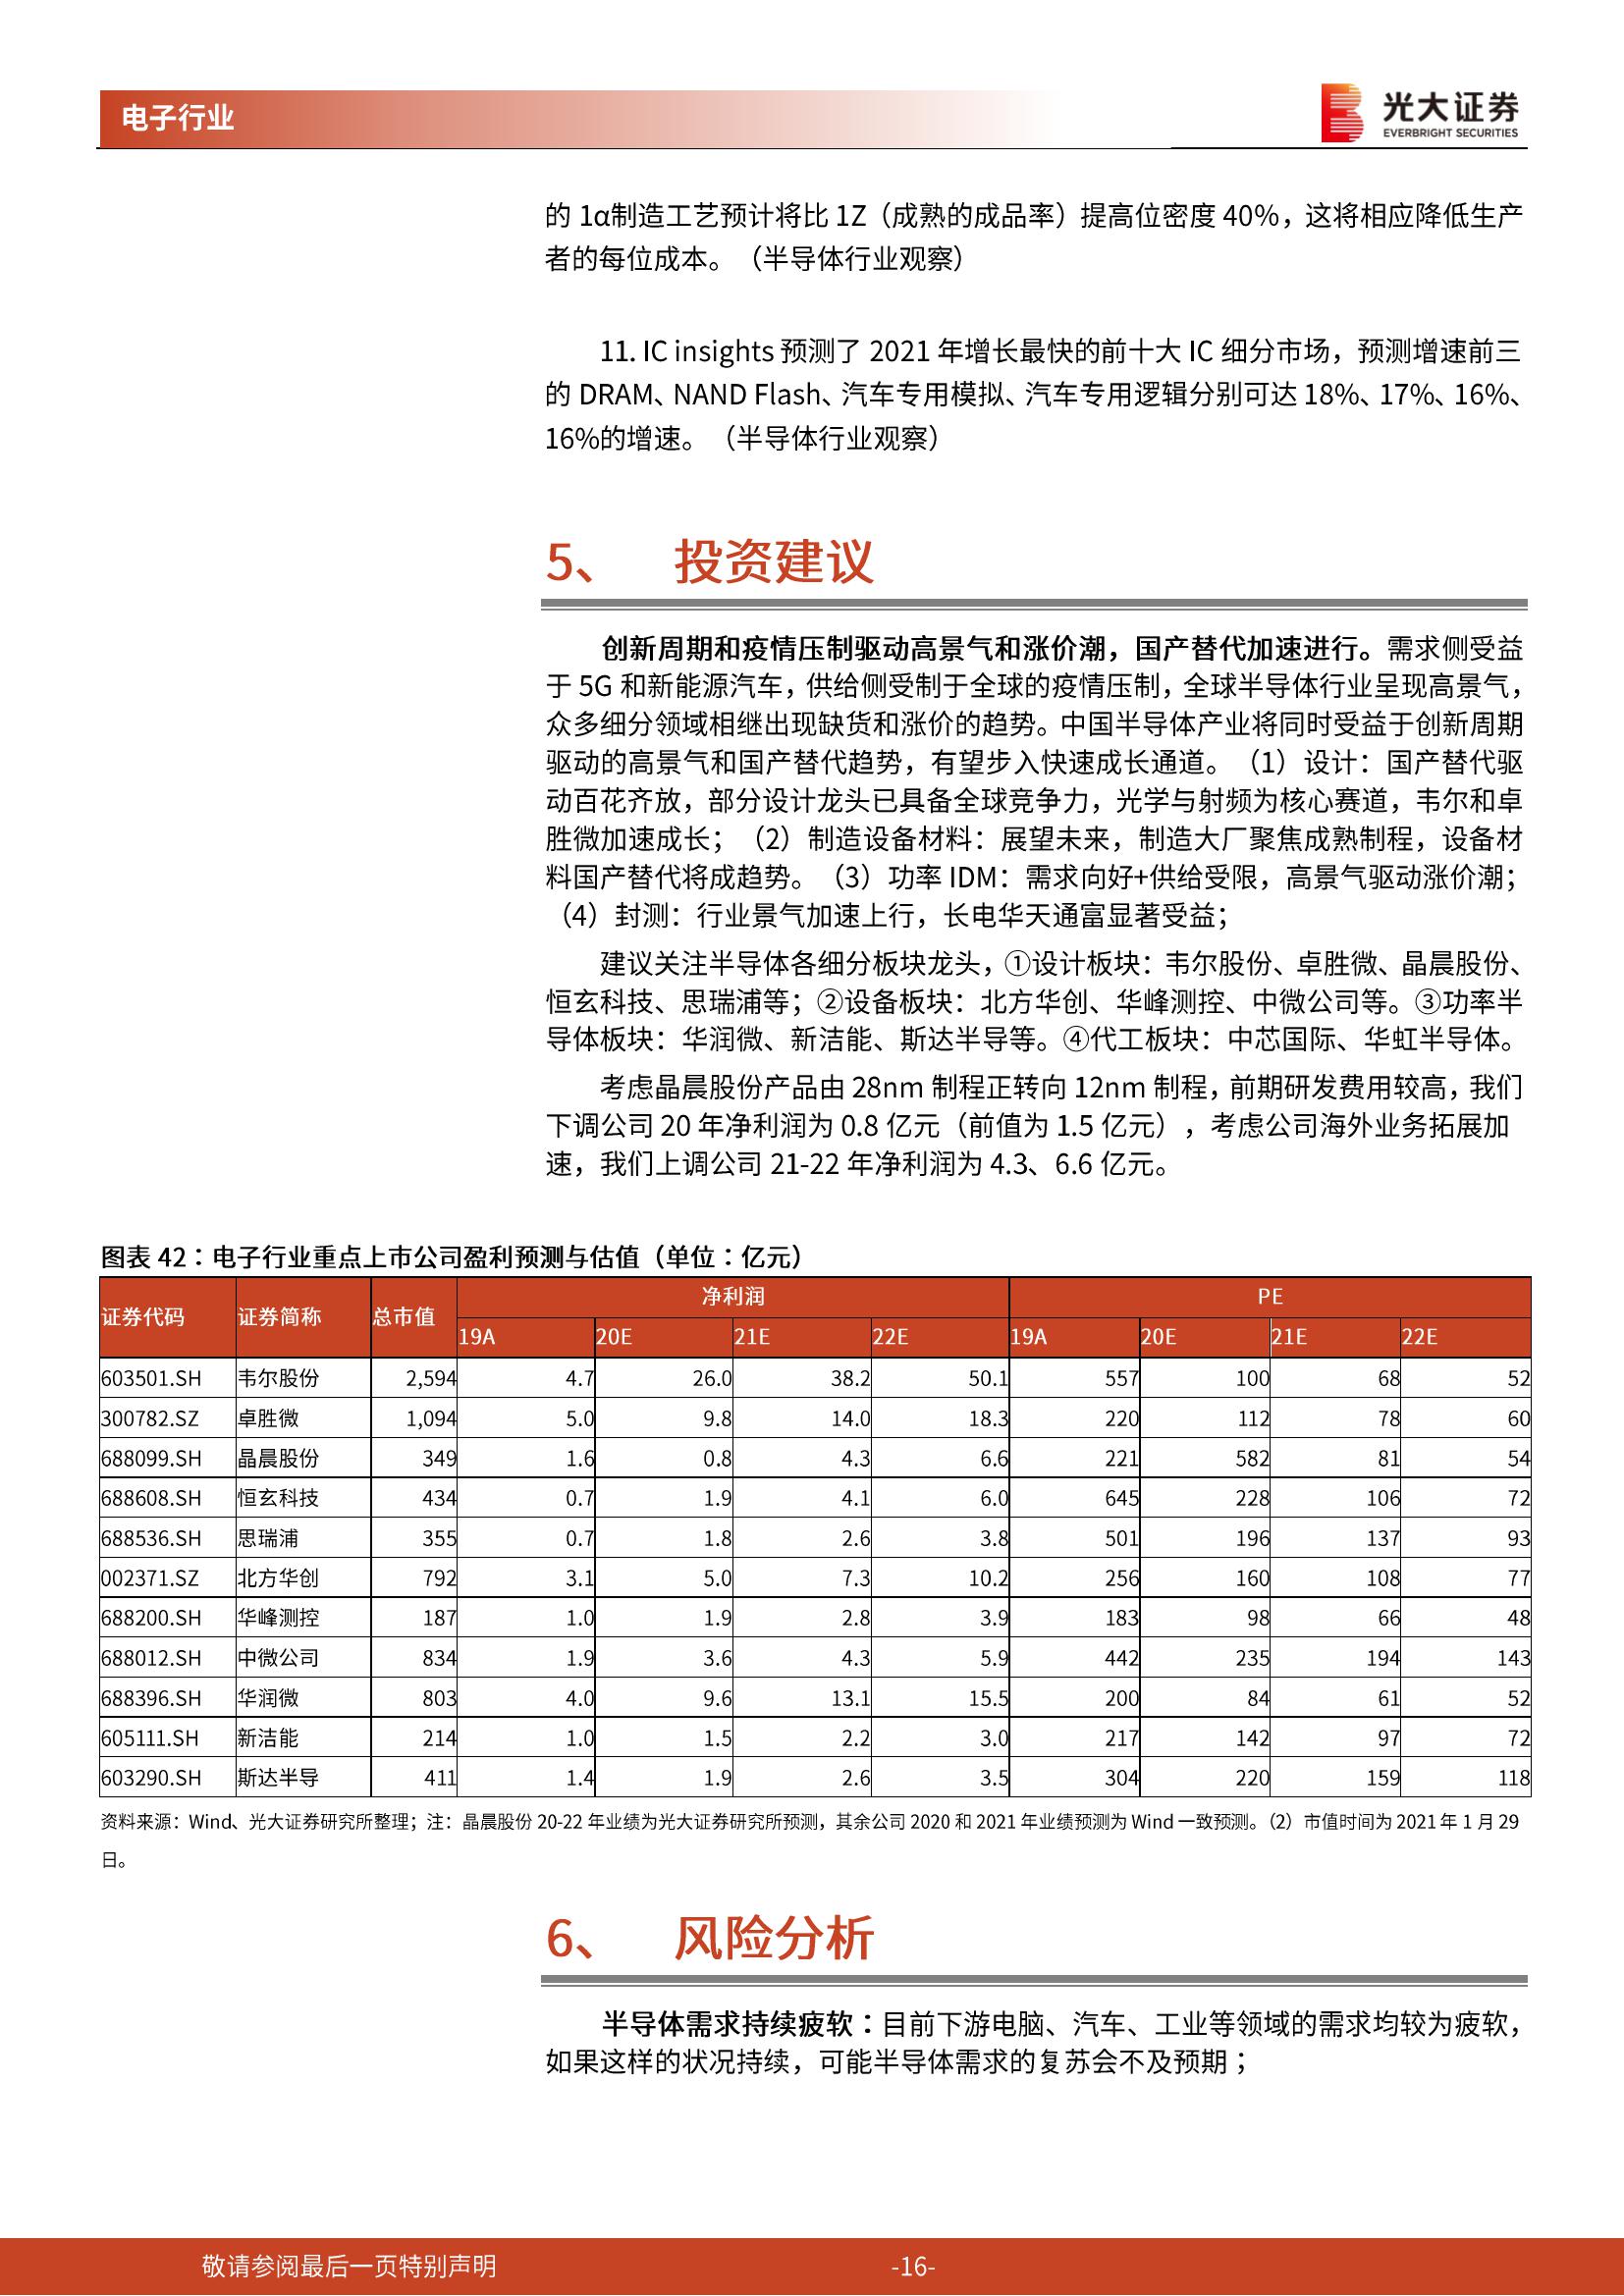 电子行业
光大证券
EVERBRIGHT SECURITIES
的 1α制造工艺预计将比 1Z（成熟的成品率）提高位密度 40%，这将相应降低生产
者的每位成本。（半导体行业观察）
11. IC insights 预测了 2021 年增长最快的前十大 IC 细分市场，预测增速前三
的 DRAM、NAND Flash、汽车专用模拟、汽车专用逻辑分别可达 18%、17%、16%、
16%的增速。（半导体行业观察）
5、 投资建议
创新周期和疫情压制驱动高景气和涨价潮，国产替代加速进行。需求侧受益
于 5G 和新能源汽车，供给侧受制于全球的疫情压制，全球半导体行业呈现高景气，
众多细分领域相继出现缺货和涨价的趋势。中国半导体产业将同时受益于创新周期
驱动的高景气和国产替代趋势，有望步入快速成长通道。（1）设计：国产替代驱
动百花齐放，部分设计龙头已具备全球竞争力，光学与射频为核心赛道，韦尔和卓
胜微加速成长；（2）制造设备材料：展望未来，制造大厂聚焦成熟制程，设备材
料国产替代将成趋势。（3）功率 IDM：需求向好+供给受限，高景气驱动涨价潮；
（4）封测：行业景气加速上行，长电华天通富显著受益；
建议关注半导体各细分板块龙头，①设计板块：韦尔股份、卓胜微、晶晨股份、
恒玄科技、思瑞浦等；②设备板块：北方华创、华峰测控、中微公司等。③功率半
导体板块：华润微、新洁能、斯达半导等。④代工板块：中芯国际、华虹半导体。
考虑晶晨股份产品由 28nm 制程正转向 12nm 制程，前期研发费用较高，我们
下调公司 20 年净利润为 0.8 亿元（前值为 1.5 亿元），考虑公司海外业务拓展加
速，我们上调公司 21-22 年净利润为 4.3、6.6 亿元。
图表 42：电子行业重点上市公司盈利预测与估值（单位：亿元）
证券代码 证券简称 总市值 净利润 PE
19A 20E 21E 22E 19A 20E 21E 22E
603501.SH 韦尔股份 2,594 4.7 26.0 38.2 50.1 557 100 68 52
300782.SZ 卓胜微 1,094 5.0 9.8 14.0 18.3 220 112 78 60
688099.SH 晶晨股份 349 1.6 0.8 4.3 6.6 221 582 81 54
688608.SH 恒玄科技 434 0.7 1.9 4.1 6.0 645 228 106 72
688536.SH 思瑞浦 355 0.7 1.8 2.6 3.8 501 196 137 93
002371.SZ 北方华创 792 3.1 5.0 7.3 10.2 256 160 108 77
688200.SH 华峰测控 187 1.0 1.9 2.8 3.9 183 98 66 48
688012.SH 中微公司 834 1.9 3.6 4.3 5.9 442 235 194 143
688396.SH 华润微 803 4.0 9.6 13.1 15.5 200 84 61 52
605111.SH 新洁能 214 1.0 1.5 2.2 3.0 217 142 97 72
603290.SH 斯达半导 411 1.4 1.9 2.6 3.5 304 220 159 118
资料来源：Wind、光大证券研究所整理；注：晶晨股份 20-22 年业绩为光大证券研究所预测，其余公司 2020 和 2021 年业绩预测为 Wind 一致预测。（2）市值时间为 2021 年 1 月 29
日。
6、 风险分析
半导体需求持续疲软：目前下游电脑、汽车、工业等领域的需求均较为疲软，
如果这样的状况持续，可能半导体需求的复苏会不及预期；
敬请参阅最后一页特别声明 -16-